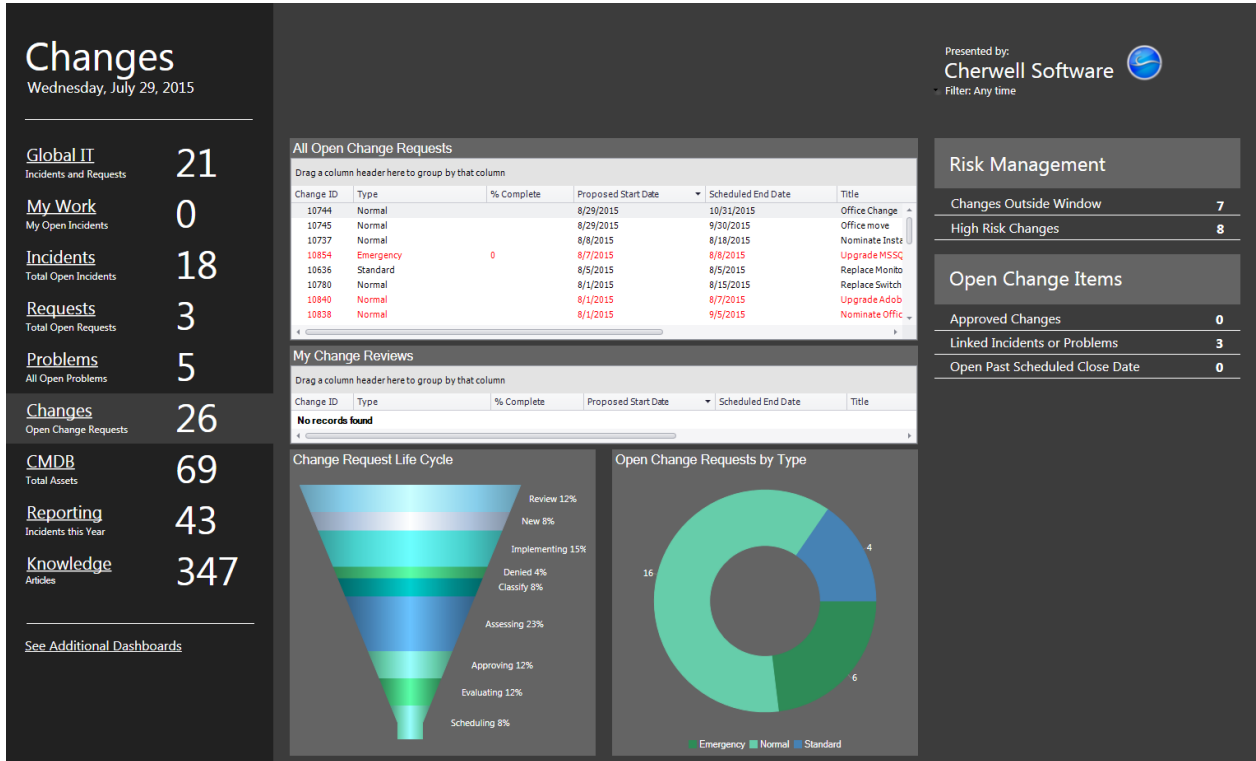 Changes
Wednesday, July 29, 2015
Presented by:
Cherwell Software
Filter: Any time
Global IT 21
Incidents and Requests
My Work 0
My Open Incidents
Incidents 18
Total Open Incidents
Requests 3
Total Open Requests
Problems 5
All Open Problems
Changes 26
Open Change Requests
CMDB 69
Total Assets
Reporting 43
Incidents this Year
Knowledge 347
Articles
See Additional Dashboards
All Open Change Requests
Drag a column header here to group by that column
Change ID Type % Complete Proposed Start Date Scheduled End Date Title
10744 Normal 8/29/2015 10/31/2015 Office Change
10745 Normal 8/29/2015 9/30/2015 Office move
10737 Normal 8/8/2015 8/18/2015 Nominate Insta
10854 Emergency 0 8/7/2015 8/8/2015 Upgrade MSSQ
10636 Standard 8/5/2015 8/5/2015 Replace Monito
10780 Normal 8/1/2015 8/15/2015 Replace Switch
10840 Normal 8/1/2015 8/7/2015 Upgrade Adob
10838 Normal 8/1/2015 9/5/2015 Nominate Offic
My Change Reviews
Drag a column header here to group by that column
Change ID Type % Complete Proposed Start Date Scheduled End Date Title
No records found
Change Request Life Cycle
Review 12%
New 8%
Implementing 15%
Denied 4%
Classify 8%
Assessing 23%
Approving 12%
Evaluating 12%
Scheduling 8%
Open Change Requests by Type
4
16
6
Emergency Normal Standard
Risk Management
Changes Outside Window 7
High Risk Changes 8
Open Change Items
Approved Changes 0
Linked Incidents or Problems 3
Open Past Scheduled Close Date 0